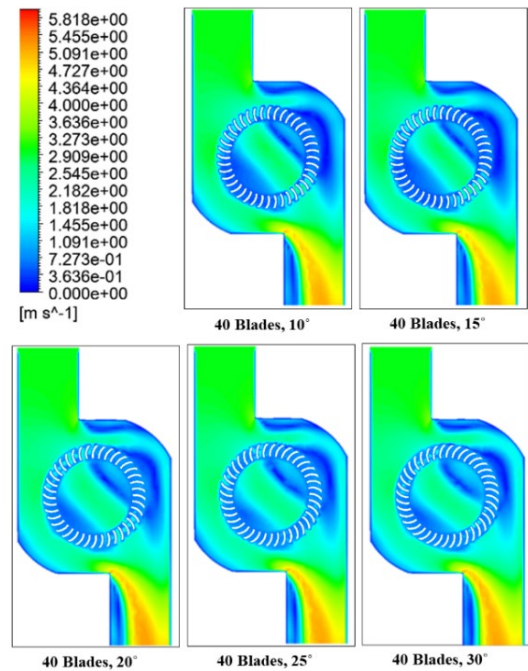 5.818e+00
5.455e+00
5.091e+00
4.727e+00
4.364e+00
4.000e+00
3.636e+00
3.273e+00
2.909e+00
2.545e+00
2.182e+00
1.818e+00
1.455e+00
1.091e+00
7.273e-01
3.636e-01
0.000e+00
[m s^-1]
40 Blades, 10°
40 Blades, 15°
40 Blades, 20°
40 Blades, 25°
40 Blades, 30°